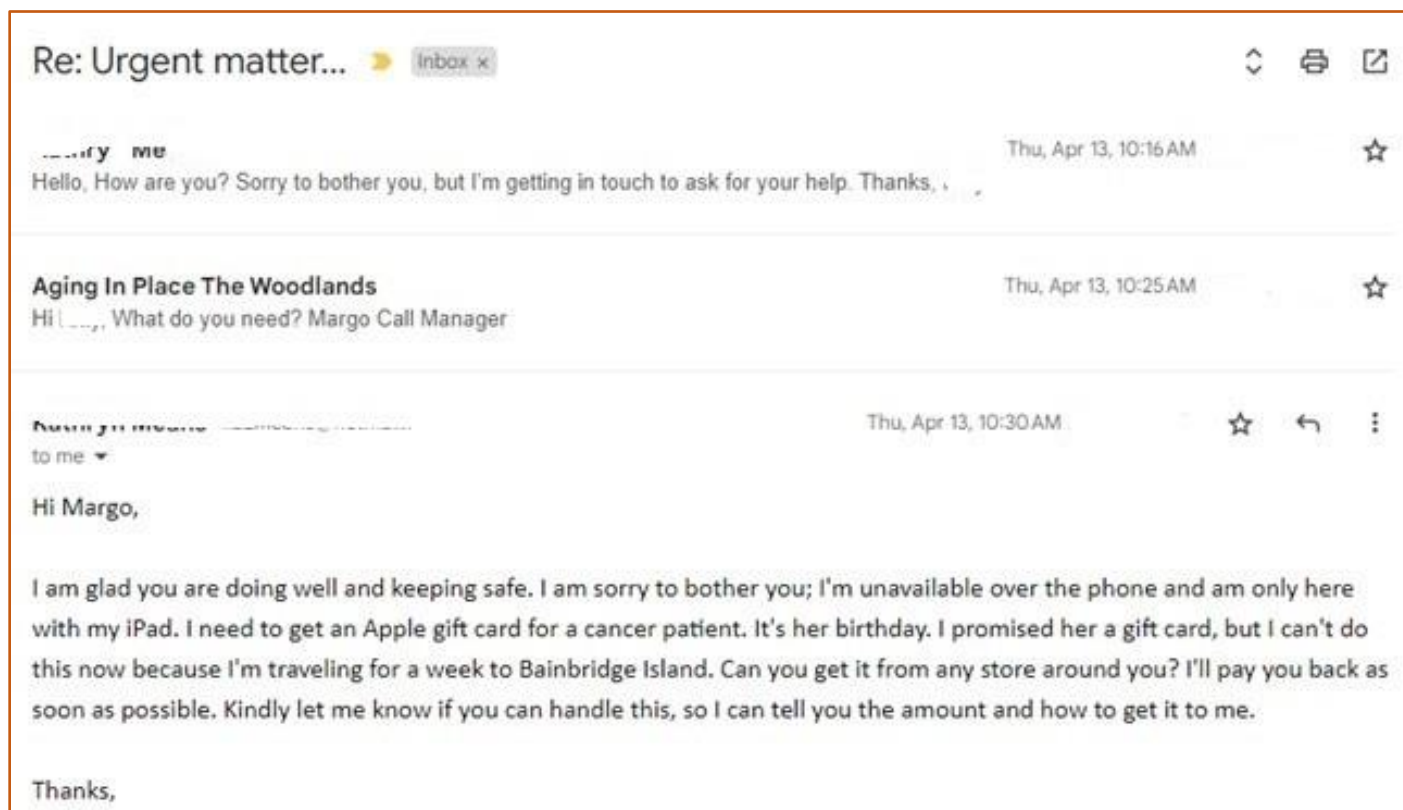 Re: Urgent matter...
Inbox x
Me
Thu, Apr 13, 10:16 AM
Hello, How are you? Sorry to bother you, but I'm getting in touch to ask for your help. Thanks,
Aging In Place The Woodlands
Thu, Apr 13, 10:25 AM
Hi What do you need? Margo Call Manager
Thu, Apr 13, 10:30 AM
to me
Hi Margo,
I am glad you are doing well and keeping safe. I am sorry to bother you; I'm unavailable over the phone and am only here
with my iPad. I need to get an Apple gift card for a cancer patient. It's her birthday. I promised her a gift card, but I can't do
this now because I'm traveling for a week to Bainbridge Island. Can you get it from any store around you? I'll pay you back as
soon as possible. Kindly let me know if you can handle this, so I can tell you the amount and how to get it to me.
Thanks,